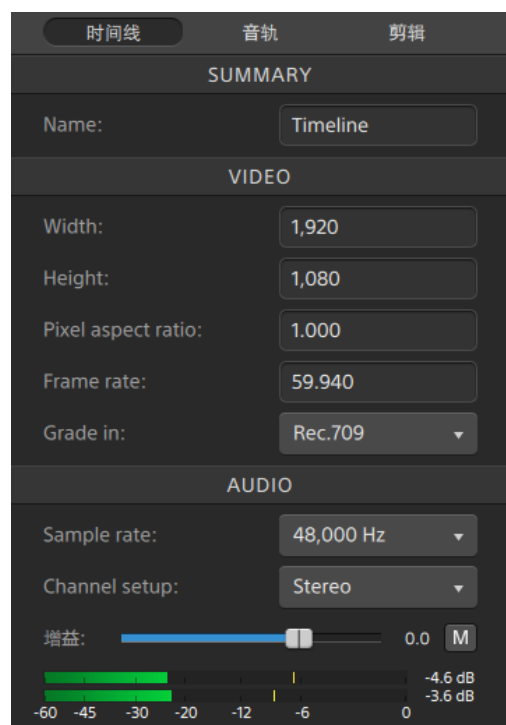 时间线 音轨 剪辑
SUMMARY
Name: Timeline
VIDEO
Width: 1,920
Height: 1,080
Pixel aspect ratio: 1.000
Frame rate: 59.940
Grade in: Rec.709
AUDIO
Sample rate: 48,000 Hz
Channel setup: Stereo
增益: 0.0 M
-4.6 dB
-3.6 dB
-60 -45 -30 -20 -12 -6 0